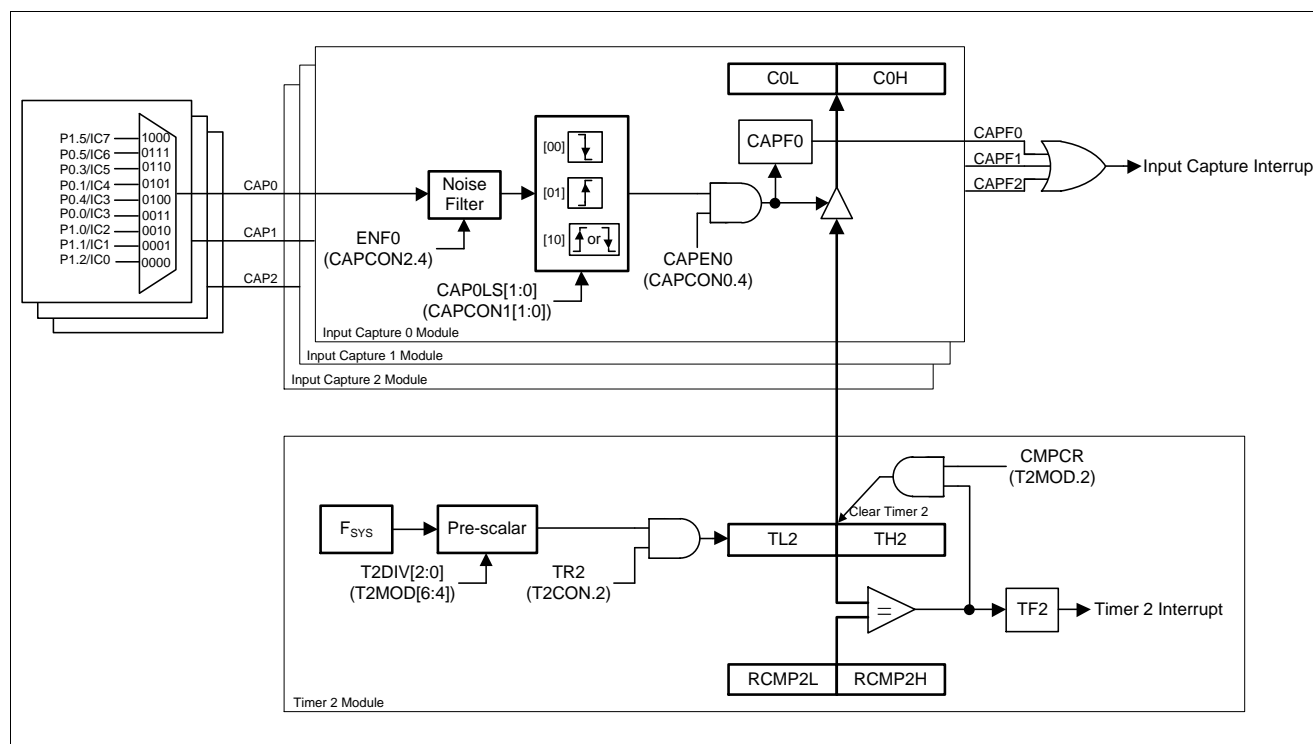 C0L C0H
P1.5/IC7 1000
P0.5/IC6 0111
P0.3/IC5 0110
P0.1/IC4 0101
P0.4/IC3 0100
P0.0/IC3 0011
P1.0/IC2 0010
P1.1/IC1 0001
P1.2/IC0 0000
CAP0
CAP1
CAP2
Noise
Filter
ENF0
(CAPCON2.4)
[00]
[01]
[10] or
CAP0LS[1:0]
(CAPCON1[1:0])
CAPEN0
(CAPCON0.4)
CAPF0
CAPF0
CAPF1
CAPF2
Input Capture Interrup
Input Capture 0 Module
Input Capture 1 Module
Input Capture 2 Module
CMPCR
(T2MOD.2)
Clear Timer 2
FSYS
Pre-scalar
T2DIV[2:0]
(T2MOD[6:4])
TR2
(T2CON.2)
TL2 TH2
=
TF2
Timer 2 Interrupt
RCMP2L RCMP2H
Timer 2 Module